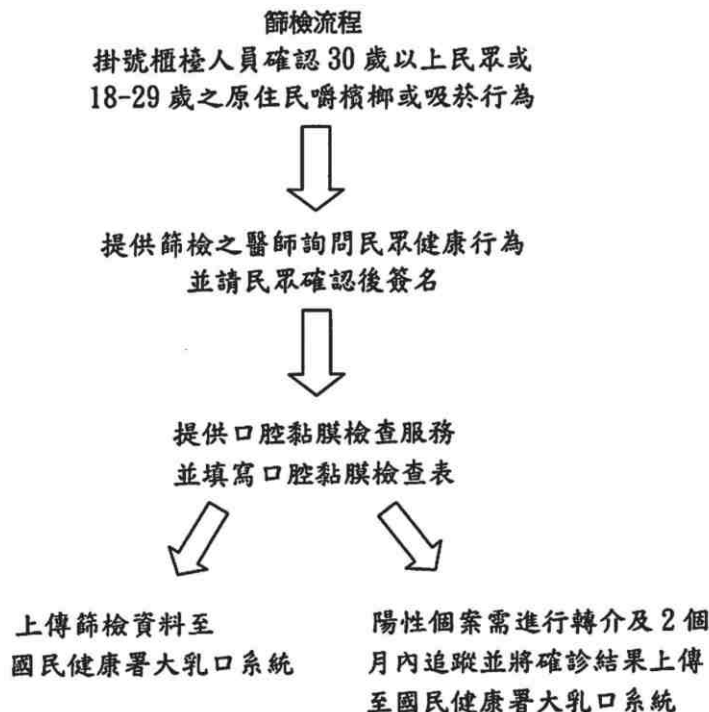 篩檢流程
掛號櫃檯人員確認 30 歲以上民眾或
18-29 歲之原住民嚼檳榔或吸菸行為
提供篩檢之醫師詢問民眾健康行為
並請民眾確認後簽名
提供口腔黏膜檢查服務
並填寫口腔黏膜檢查表
上傳篩檢資料至
國民健康署大乳口系統
陽性個案需進行轉介及 2 個
月內追蹤並將確診結果上傳
至國民健康署大乳口系統